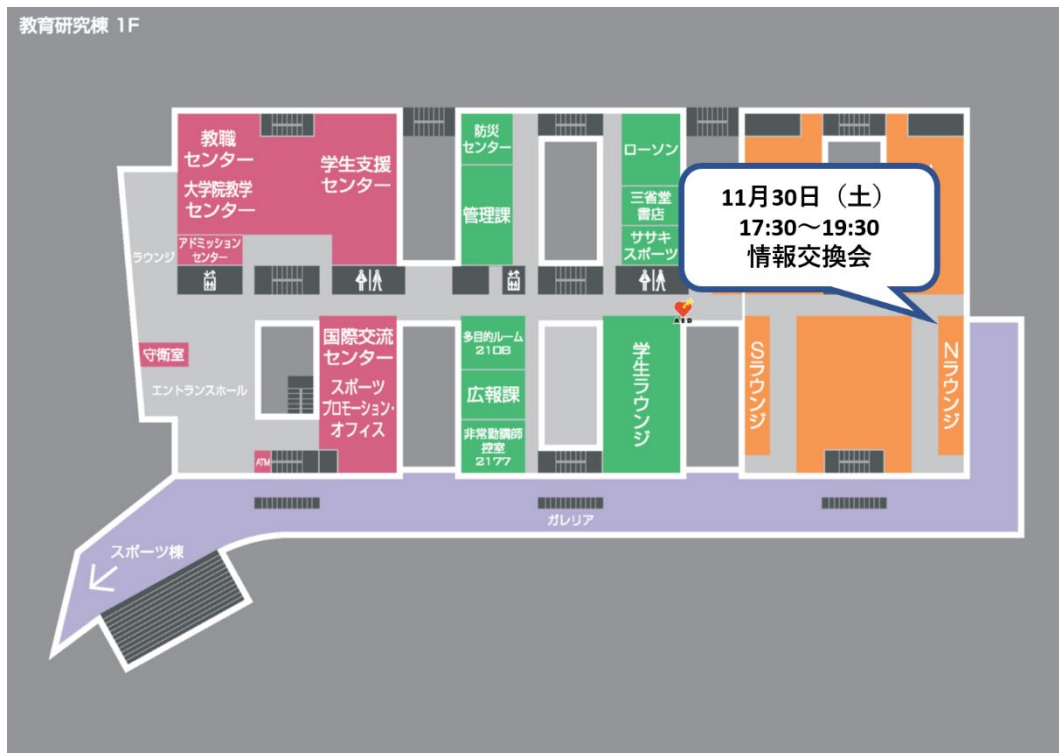 教育研究棟 1F
教職
センター
大学院教学
センター
学生支援
センター
アドミッション
センター
ラウンジ
防災
センター
管理課
ローソン
三省堂
書店
ササキ
スポーツ
11月30日（土）
17:30～19:30
情報交換会
AED
守衛室
エントランスホール
国際交流
センター
スポーツ
プロモーション・
オフィス
ATM
多目的ルーム
2108
広報課
非常勤講師
控室
2177
学生ラウンジ
Sラウンジ
Nラウンジ
ガレリア
スポーツ棟